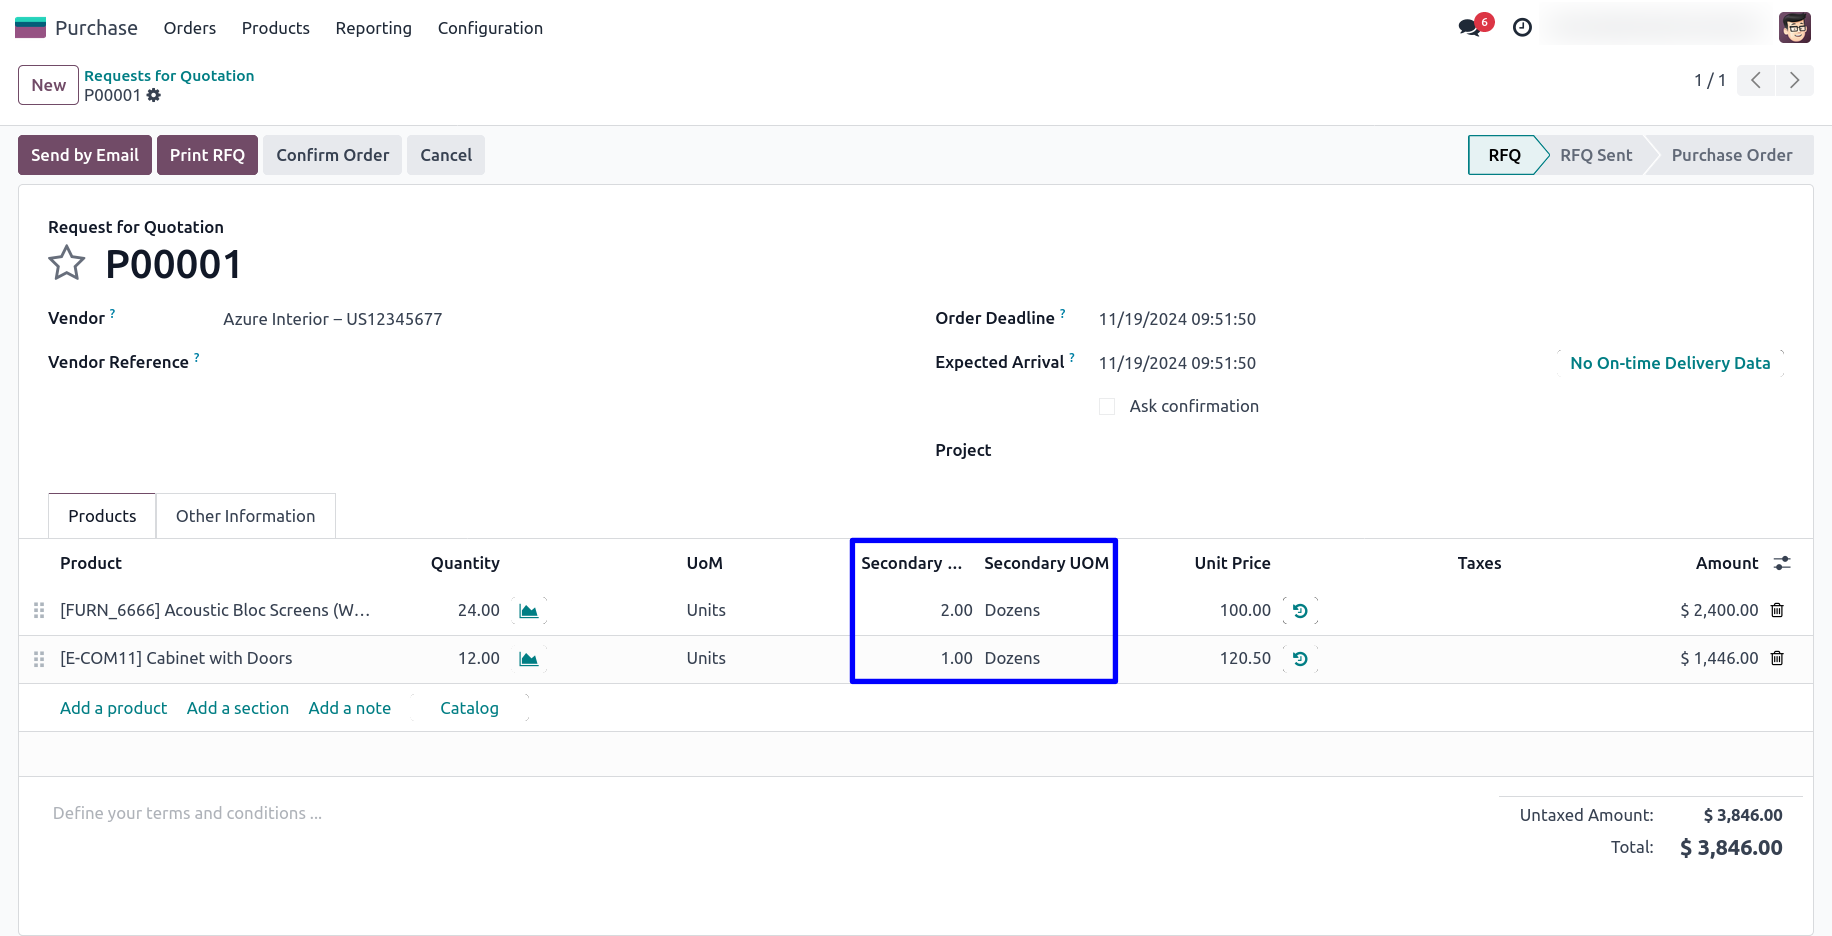 Purchase Orders Products Reporting Configuration 6
New Requests for Quotation
P00001
1 / 1
Send by Email Print RFQ Confirm Order Cancel RFQ RFQ Sent Purchase Order
Request for Quotation
P00001
Vendor ? Azure Interior – US12345677 Order Deadline ? 11/19/2024 09:51:50
Vendor Reference ? Expected Arrival ? 11/19/2024 09:51:50 No On-time Delivery Data
Ask confirmation
Project
Products Other Information
Product Quantity UoM Secondary ... Secondary UOM Unit Price Taxes Amount
[FURN_6666] Acoustic Bloc Screens (W... 24.00 Units 2.00 Dozens 100.00 $ 2,400.00
[E-COM11] Cabinet with Doors 12.00 Units 1.00 Dozens 120.50 $ 1,446.00
Add a product Add a section Add a note Catalog
Define your terms and conditions ...
Untaxed Amount: $ 3,846.00
Total: $ 3,846.00